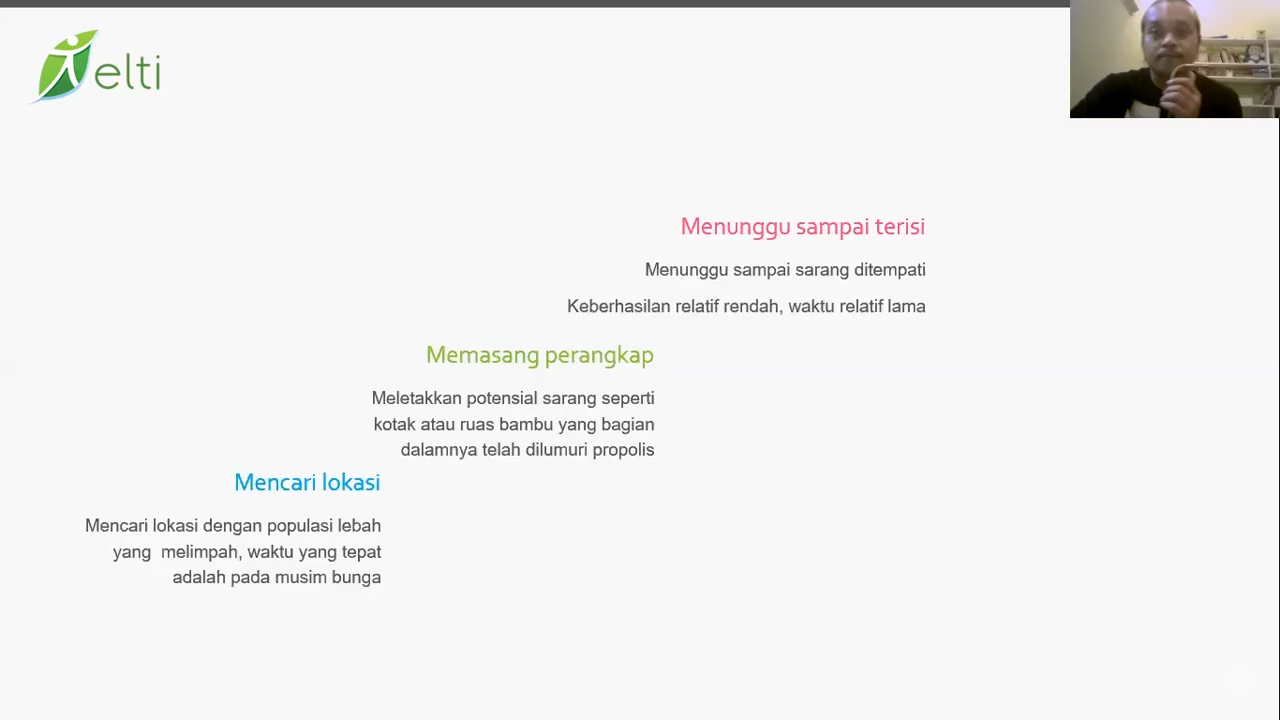 elti
Menunggu sampai terisi
Menunggu sampai sarang ditempati
Keberhasilan relatif rendah, waktu relatif lama
Memasang perangkap
Meletakkan potensial sarang seperti
kotak atau ruas bambu yang bagian
dalamnya telah dilumuri propolis
Mencari lokasi
Mencari lokasi dengan populasi lebah
yang melimpah, waktu yang tepat
adalah pada musim bunga